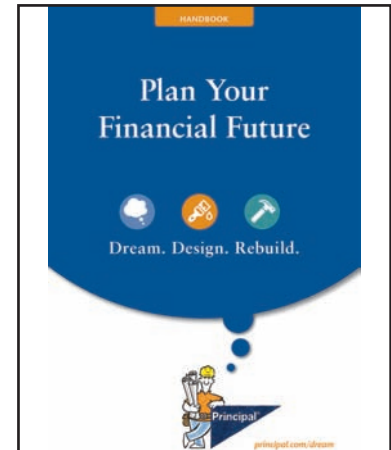 HANDBOOK
Plan Your
Financial Future
Dream. Design. Rebuild.
Principal®
principal.com/dream